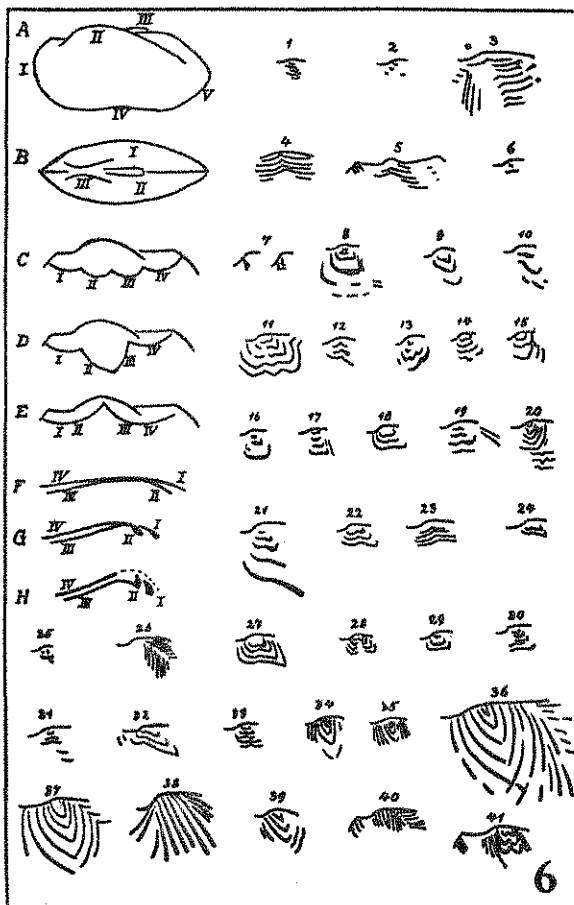 A I II III IV V
1 2 3
B I II III
4 5 6
C I II III IV
7 8 9 10
D I II III IV
11 12 13 14 15
E I II III IV
16 17 18 19 20
F IV III II I
G IV III II I
21 22 23 24
H IV III II I
25 26 27 28 29 30
31 32 33 34 35 36
37 38 39 40 41
6